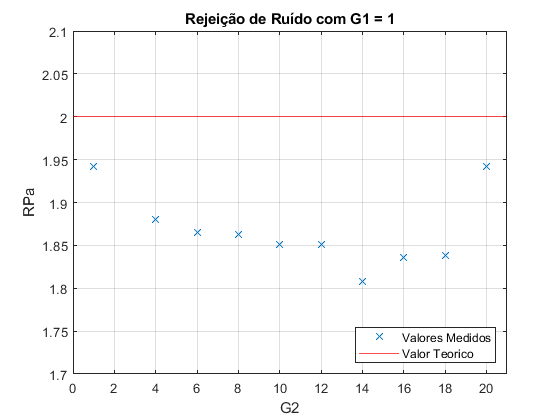 Rejeição de Ruído com G1 = 1
2.1
2.05
2
1.95
1.9
1.85
1.8
1.75
1.7
RPa
0 2 4 6 8 10 12 14 16 18 20
G2
Valores Medidos
Valor Teorico